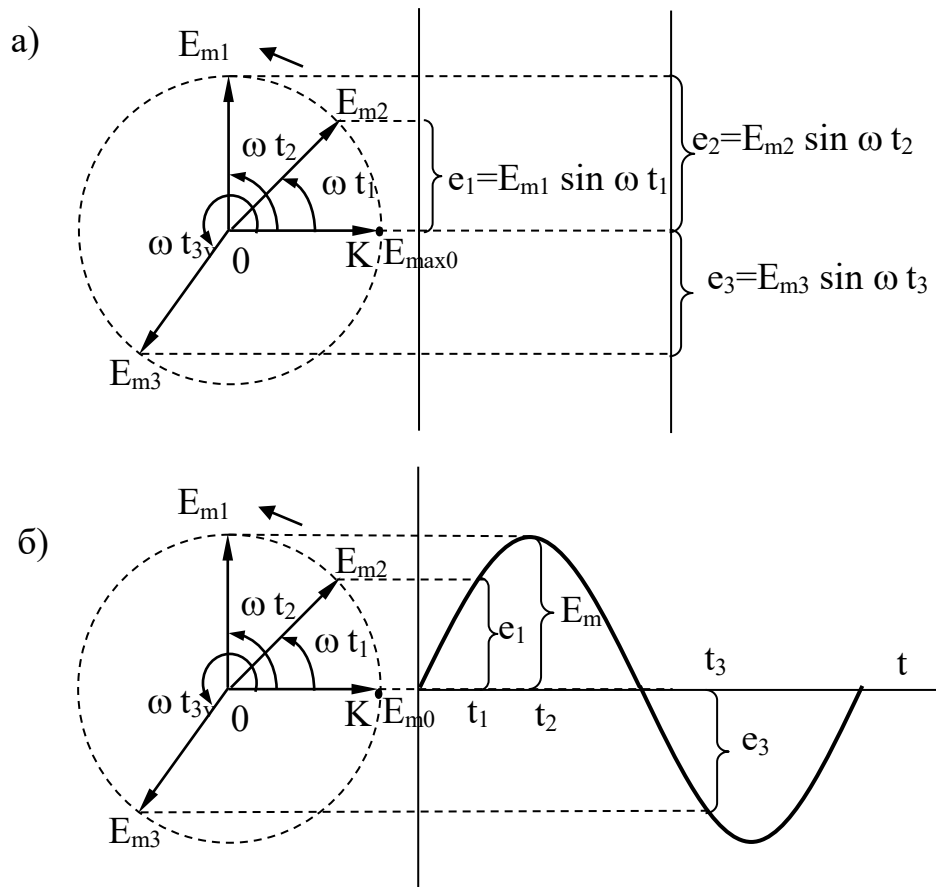 а)
E_m1
E_m2
ω t_2
ω t_1
e_1=E_m1 sin ω t_1
e_2=E_m2 sin ω t_2
ω t_3
0
K
E_max0
e_3=E_m3 sin ω t_3
E_m3
б)
E_m1
E_m2
ω t_2
ω t_1
e_1
E_m
ω t_3
0
K
E_m0
t_1
t_2
t_3
t
e_3
E_m3